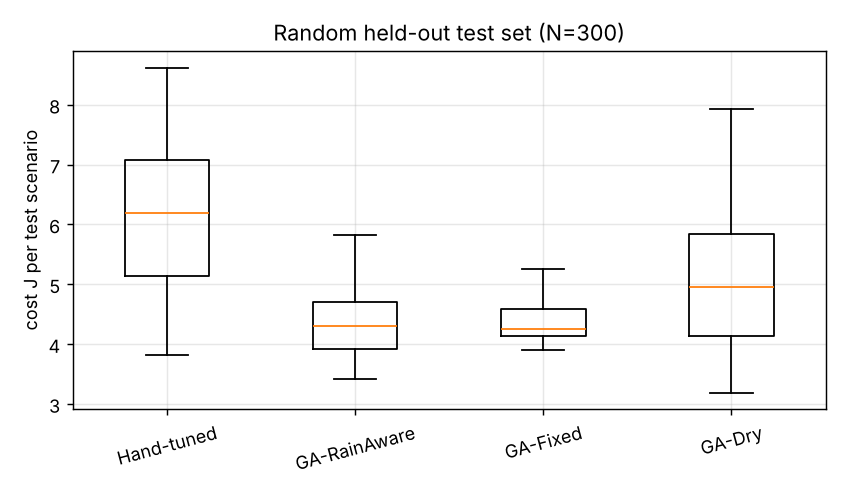 Random held-out test set (N=300)
cost J per test scenario
8
7
6
5
4
3
Hand-tuned
GA-RainAware
GA-Fixed
GA-Dry